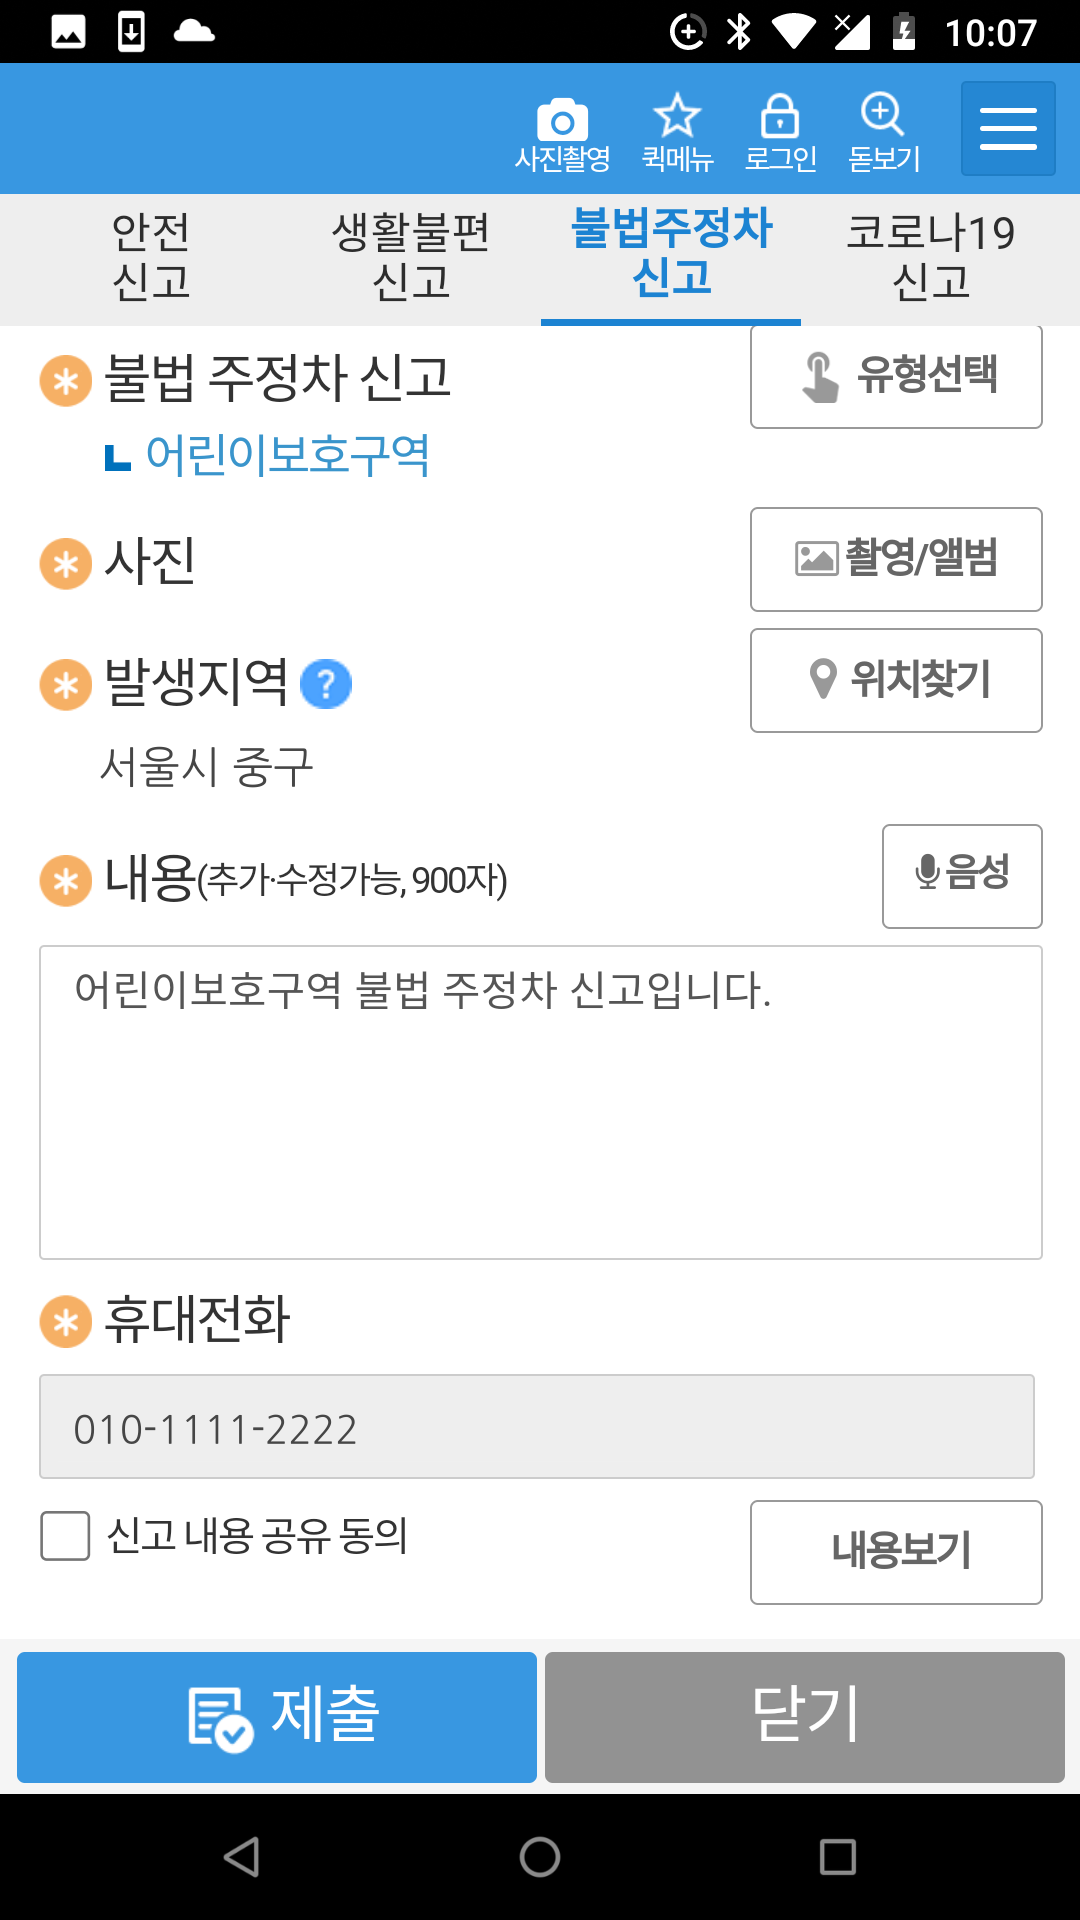 10:07
사진촬영 퀵메뉴 로그인 돋보기
안전 신고
생활불편 신고
불법주정차 신고
코로나19 신고
불법 주정차 신고 유형선택
어린이보호구역
사진 촬영/앨범
발생지역 ? 위치찾기
서울시 중구
내용(추가·수정가능, 900자) 음성
어린이보호구역 불법 주정차 신고입니다.
휴대전화
010-1111-2222
신고 내용 공유 동의 내용보기
제출 닫기